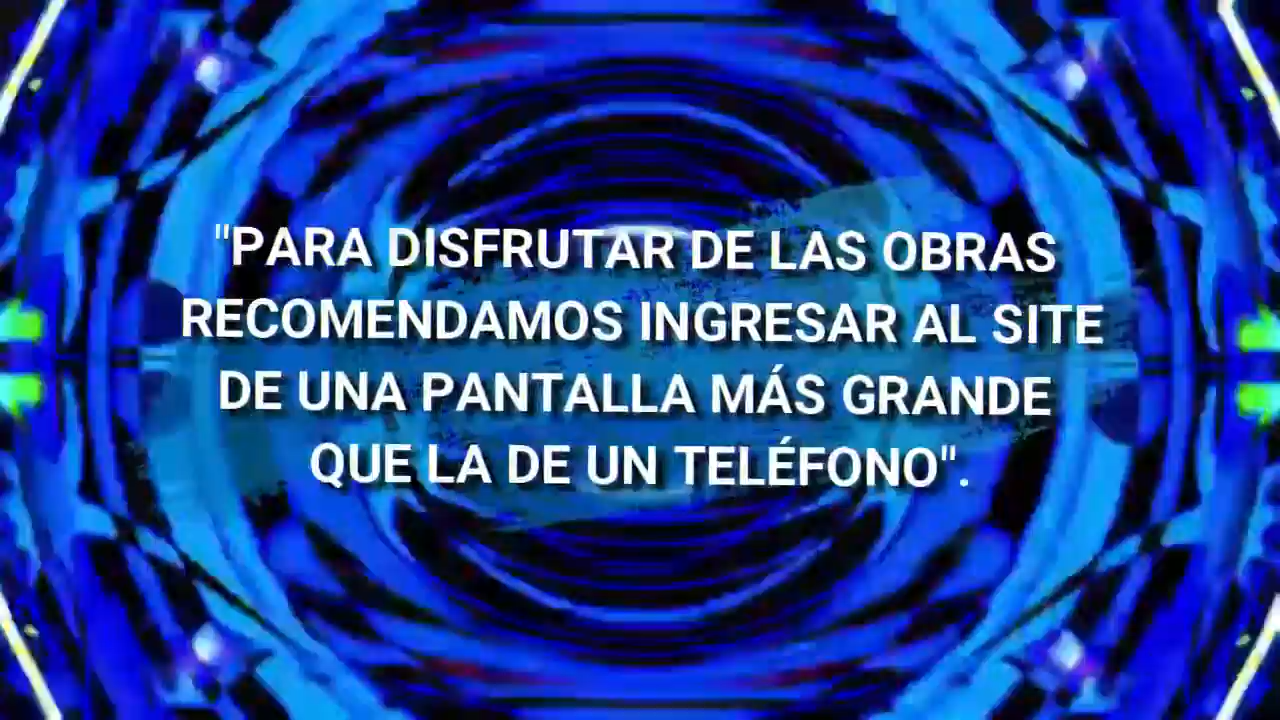 "PARA DISFRUTAR DE LAS OBRAS
RECOMENDAMOS INGRESAR AL SITE
DE UNA PANTALLA MÁS GRANDE
QUE LA DE UN TELÉFONO".